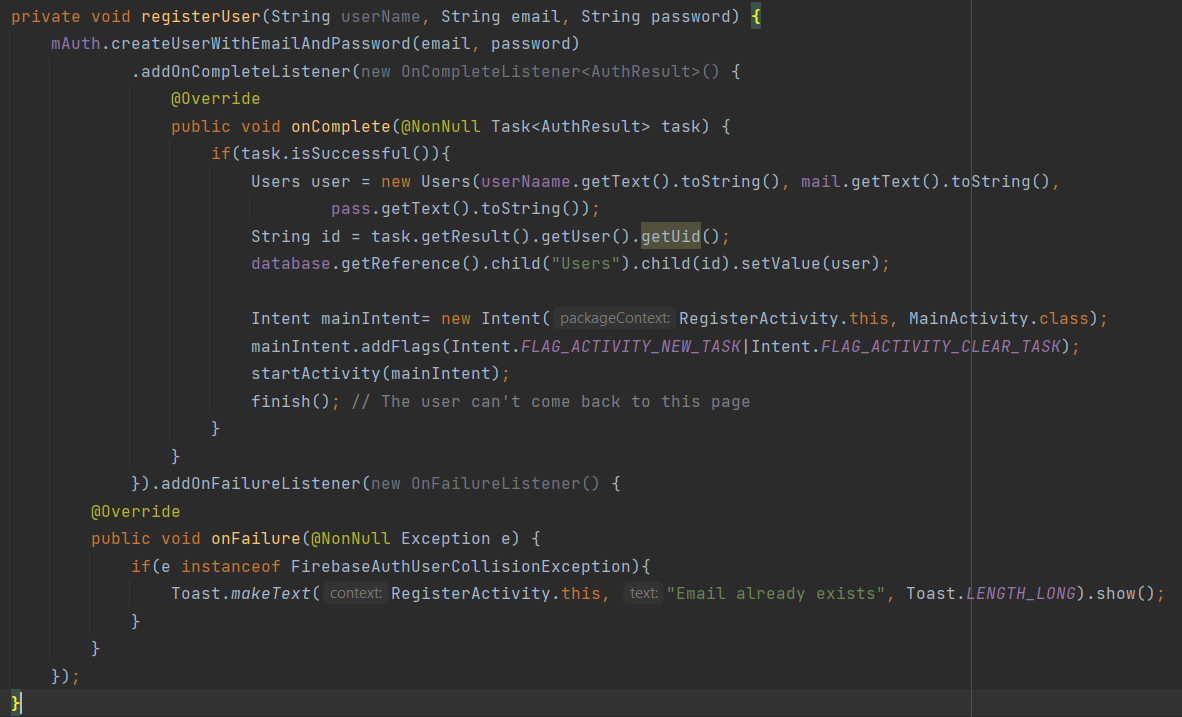 private void registerUser(String userName, String email, String password) {
mAuth.createUserWithEmailAndPassword(email, password)
.addOnCompleteListener(new OnCompleteListener<AuthResult>() {
@Override
public void onComplete(@NonNull Task<AuthResult> task) {
if(task.isSuccessful()){
Users user = new Users(userNaame.getText().toString(), mail.getText().toString(),
pass.getText().toString());
String id = task.getResult().getUser().getUid();
database.getReference().child("Users").child(id).setValue(user);
Intent mainIntent= new Intent( packageContext: RegisterActivity.this, MainActivity.class);
mainIntent.addFlags(Intent.FLAG_ACTIVITY_NEW_TASK|Intent.FLAG_ACTIVITY_CLEAR_TASK);
startActivity(mainIntent);
finish(); // The user can't come back to this page
}
}
}).addOnFailureListener(new OnFailureListener() {
@Override
public void onFailure(@NonNull Exception e) {
if(e instanceof FirebaseAuthUserCollisionException){
Toast.makeText( context: RegisterActivity.this, text: "Email already exists", Toast.LENGTH_LONG).show();
}
}
});
}